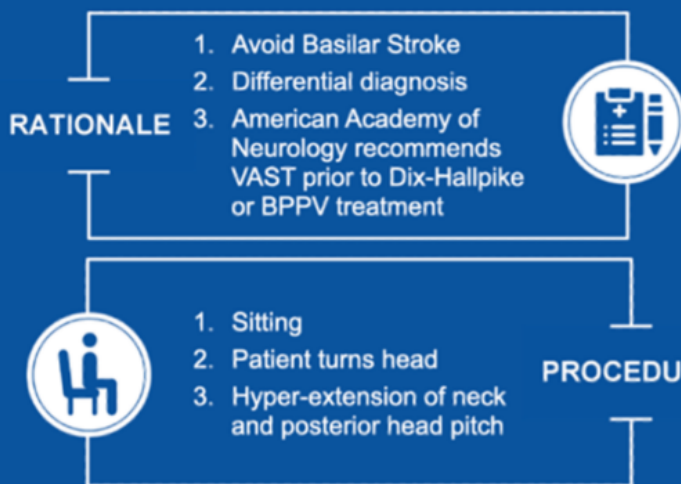 RATIONALE
1. Avoid Basilar Stroke
2. Differential diagnosis
3. American Academy of
Neurology recommends
VAST prior to Dix-Hallpike
or BPPV treatment
1. Sitting
2. Patient turns head
3. Hyper-extension of neck
and posterior head pitch
PROCEDU